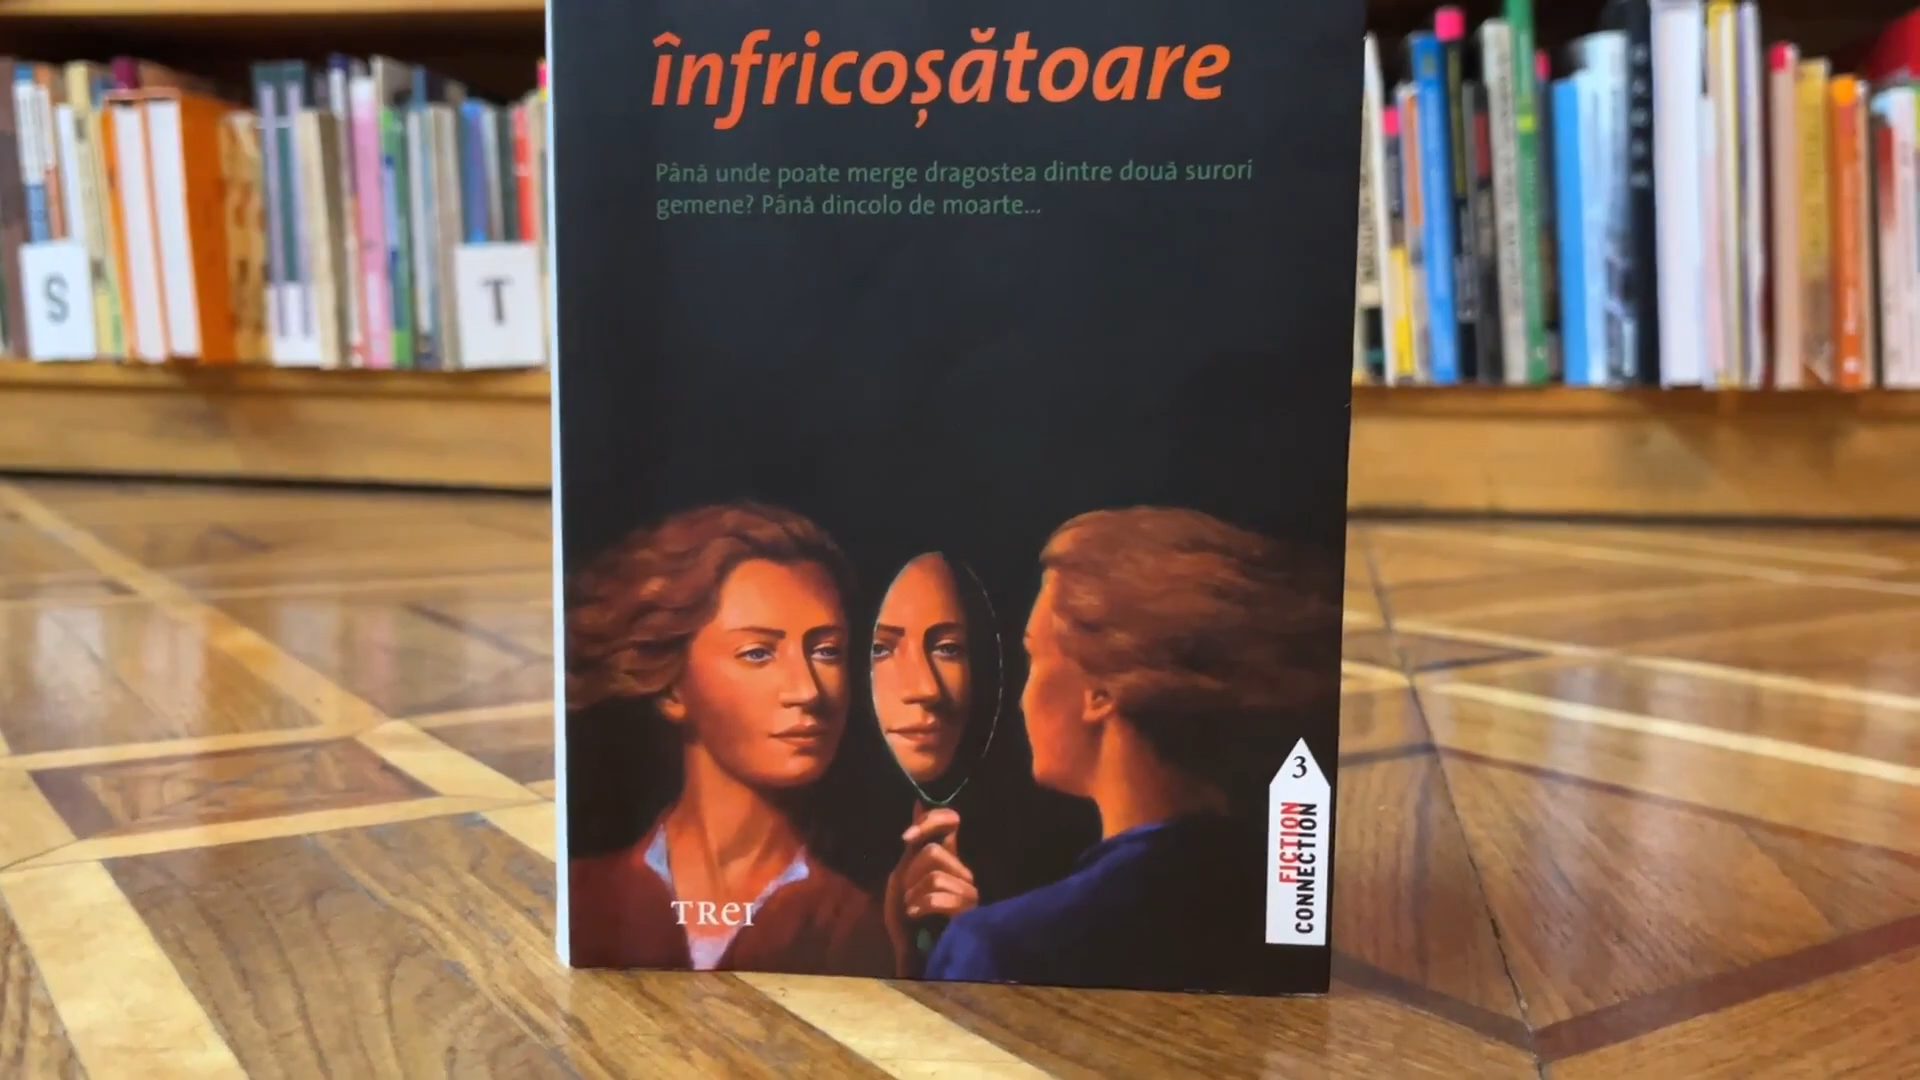 înfricoșătoare
Până unde poate merge dragostea dintre două surori
gemene? Până dincolo de moarte...
S
T
3
FICTION
CONNECTION
TREI